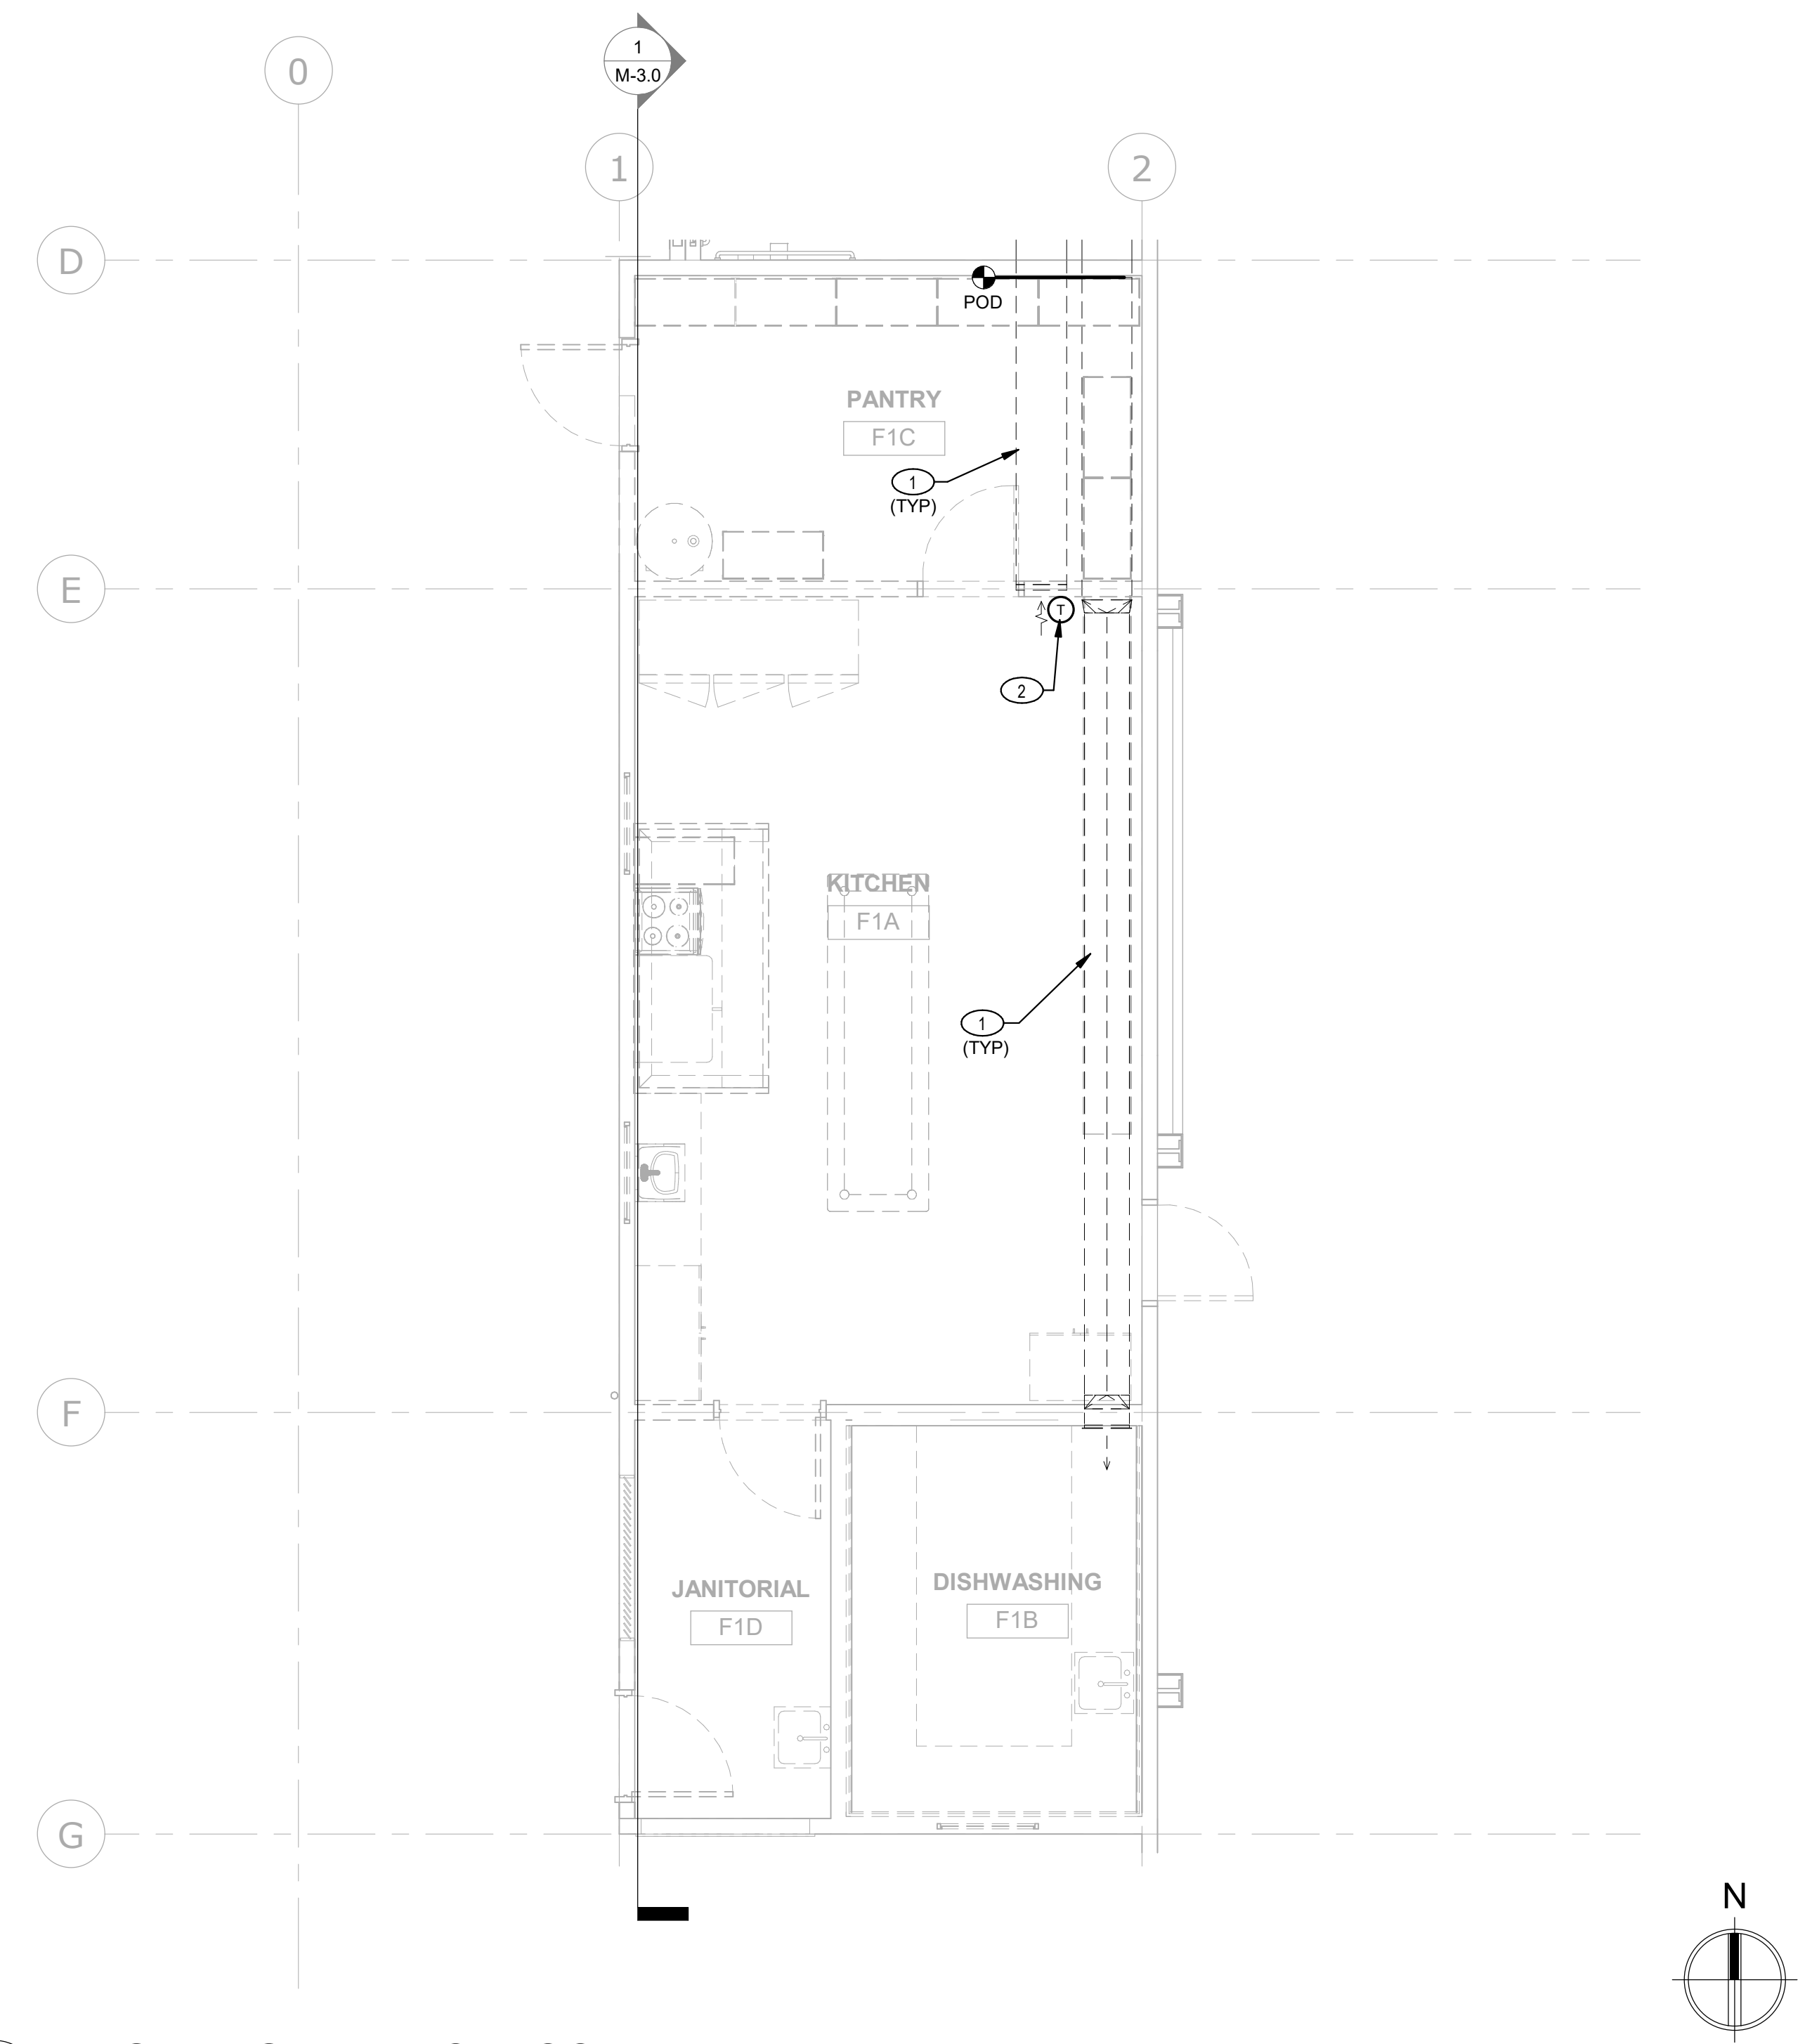 1
M-3.0
0
1
2
D
POD
PANTRY
F1C
1
(TYP)
E
T
2
KITCHEN
F1A
1
(TYP)
F
JANITORIAL
F1D
DISHWASHING
F1B
G
N